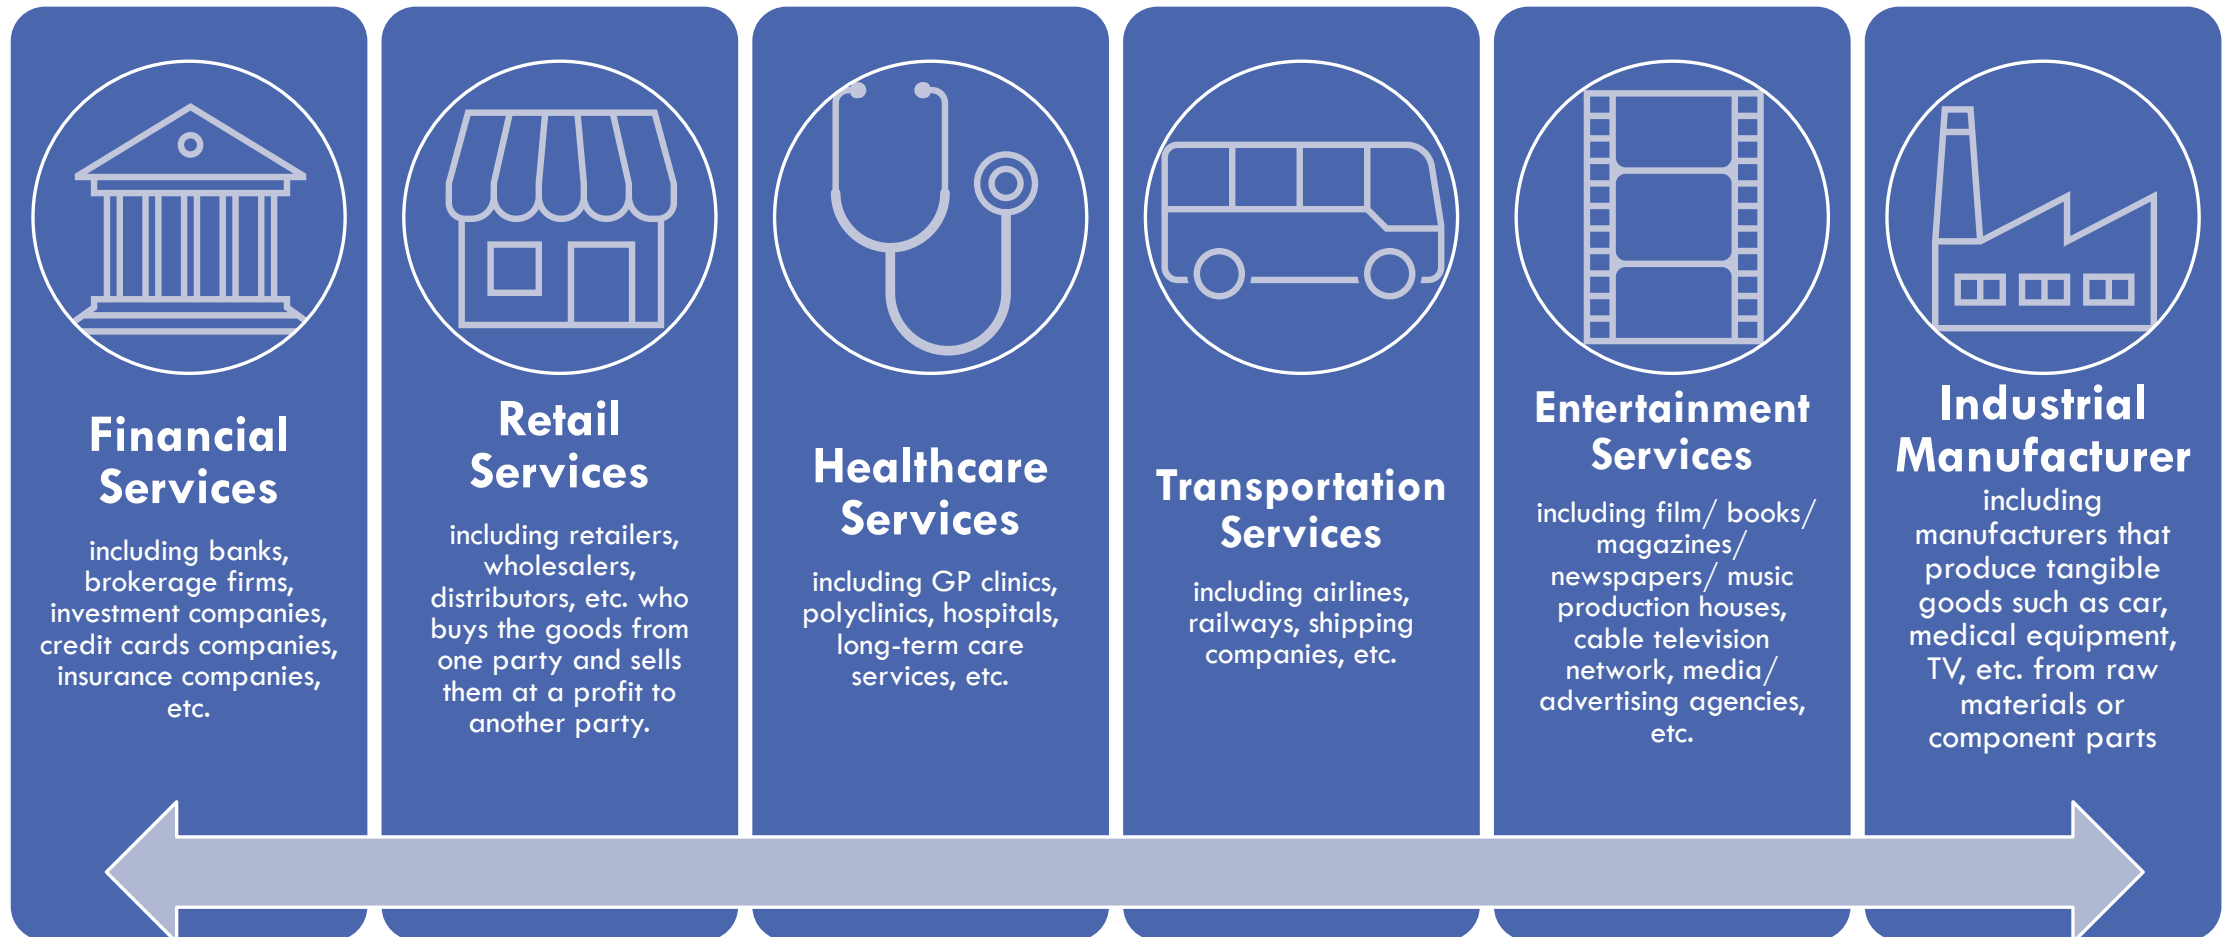 Financial
Services
including banks,
brokerage firms,
investment companies,
credit cards companies,
insurance companies,
etc.
Retail
Services
including retailers,
wholesalers,
distributors, etc. who
buys the goods from
one party and sells
them at a profit to
another party.
Healthcare
Services
including GP clinics,
polyclinics, hospitals,
long-term care
services, etc.
Transportation
Services
including airlines,
railways, shipping
companies, etc.
Entertainment
Services
including film/ books/
magazines/
newspapers/ music
production houses,
cable television
network, media/
advertising agencies,
etc.
Industrial
Manufacturer
including
manufacturers that
produce tangible
goods such as car,
medical equipment,
TV, etc. from raw
materials or
component parts